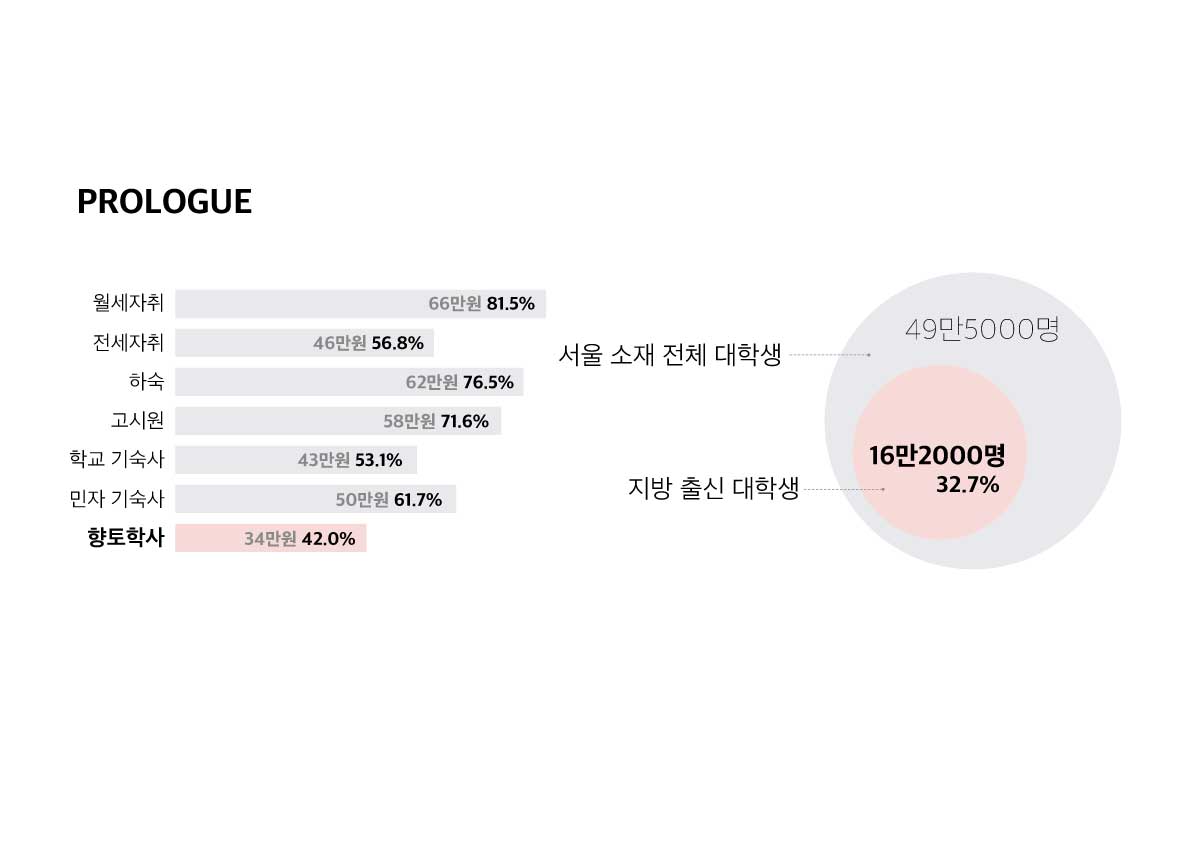 PROLOGUE
월세자취 66만원 81.5%
전세자취 46만원 56.8%
하숙 62만원 76.5%
고시원 58만원 71.6%
학교 기숙사 43만원 53.1%
민자 기숙사 50만원 61.7%
향토학사 34만원 42.0%
49만5000명
서울 소재 전체 대학생
16만2000명
32.7%
지방 출신 대학생